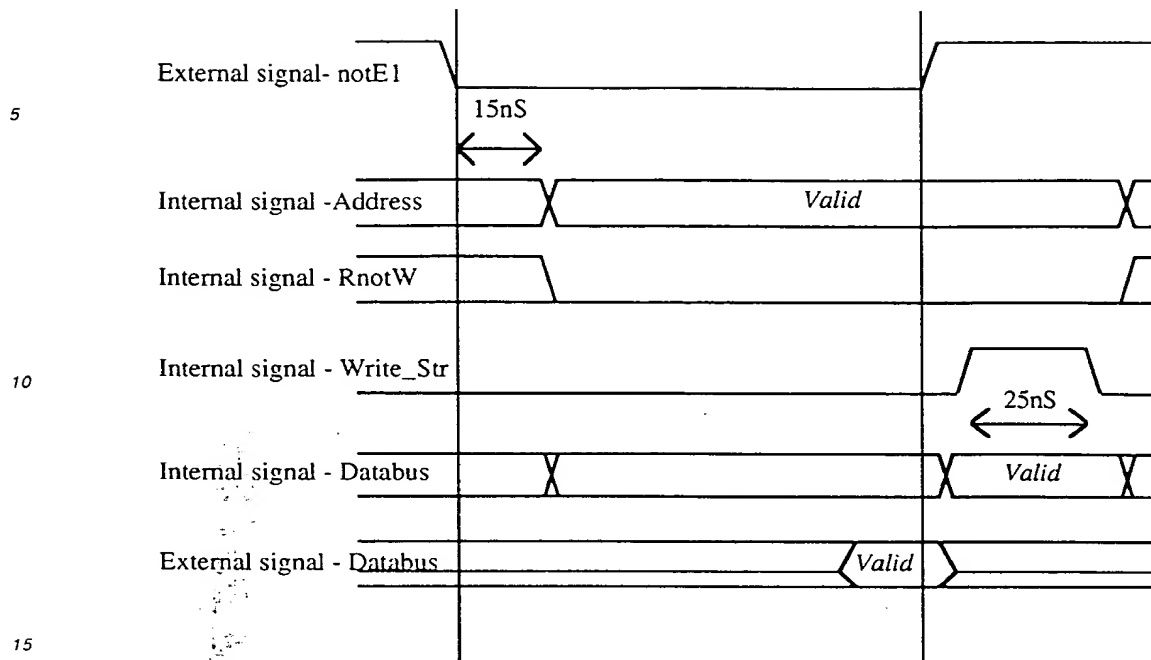 External signal- notE1
5
15nS
Internal signal -Address
Valid
Internal signal - RnotW
Internal signal - Write_Str
10
25nS
Internal signal - Databus
Valid
External signal - Databus
Valid
15